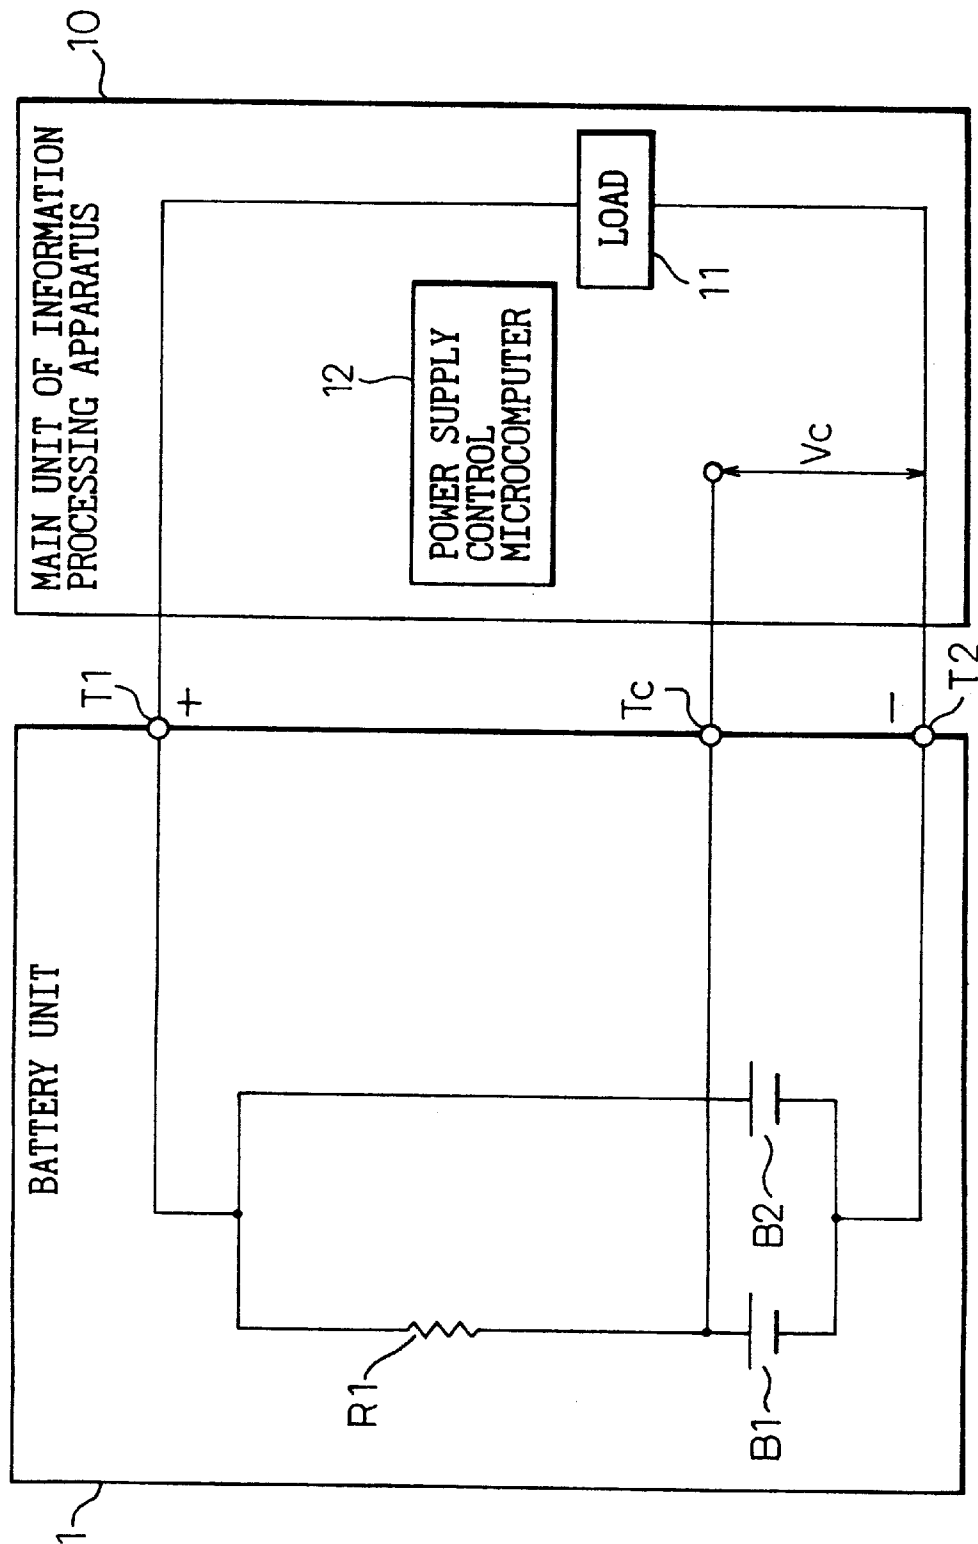 BATTERY UNIT
MAIN UNIT OF INFORMATION
PROCESSING APPARATUS
1
10
T1
+
12
POWER SUPPLY
CONTROL
MICROCOMPUTER
LOAD
11
R1
Tc
Vc
B1
B2
−
T2